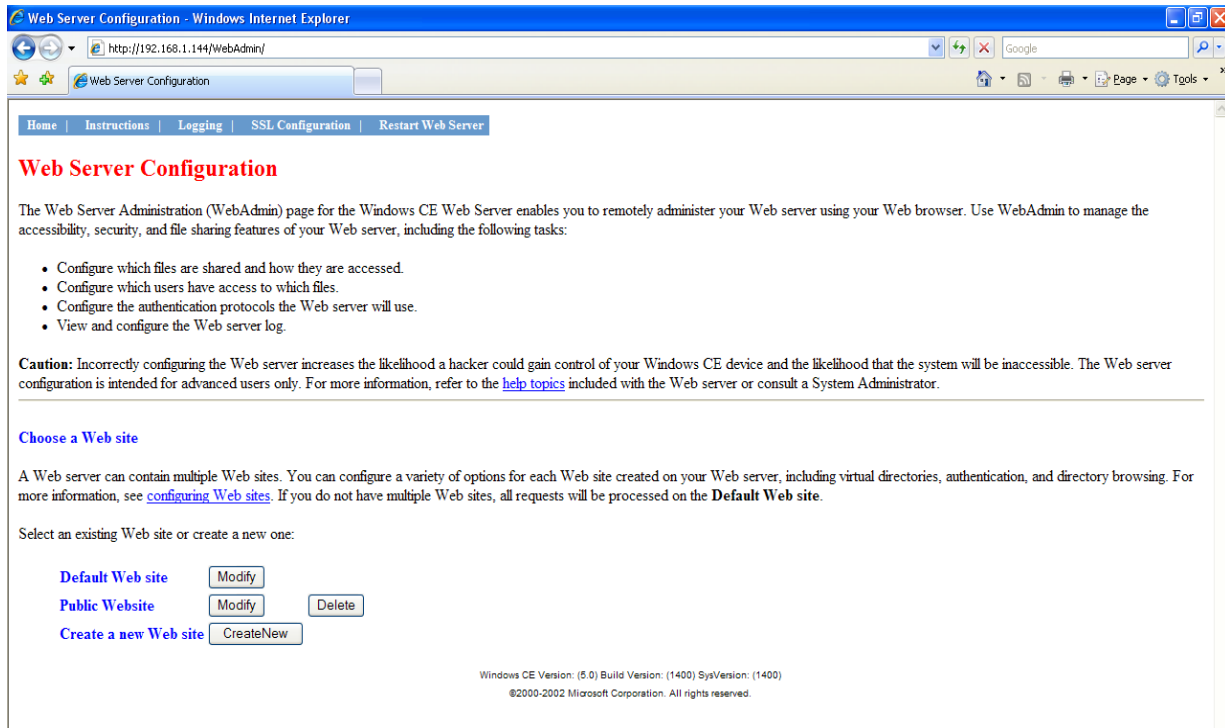 Web Server Configuration - Windows Internet Explorer
http://192.168.1.144/WebAdmin/
Google
Web Server Configuration
Page
Tools
Home | Instructions | Logging | SSL Configuration | Restart Web Server
Web Server Configuration
The Web Server Administration (WebAdmin) page for the Windows CE Web Server enables you to remotely administer your Web server using your Web browser. Use WebAdmin to manage the
accessibility, security, and file sharing features of your Web server, including the following tasks:
• Configure which files are shared and how they are accessed.
• Configure which users have access to which files.
• Configure the authentication protocols the Web server will use.
• View and configure the Web server log.
Caution: Incorrectly configuring the Web server increases the likelihood a hacker could gain control of your Windows CE device and the likelihood that the system will be inaccessible. The Web server
configuration is intended for advanced users only. For more information, refer to the help topics included with the Web server or consult a System Administrator.
Choose a Web site
A Web server can contain multiple Web sites. You can configure a variety of options for each Web site created on your Web server, including virtual directories, authentication, and directory browsing. For
more information, see configuring Web sites. If you do not have multiple Web sites, all requests will be processed on the Default Web site.
Select an existing Web site or create a new one:
Default Web site Modify
Public Website Modify Delete
Create a new Web site CreateNew
Windows CE Version: (5.0) Build Version: (1400) SysVersion: (1400)
©2000-2002 Microsoft Corporation. All rights reserved.